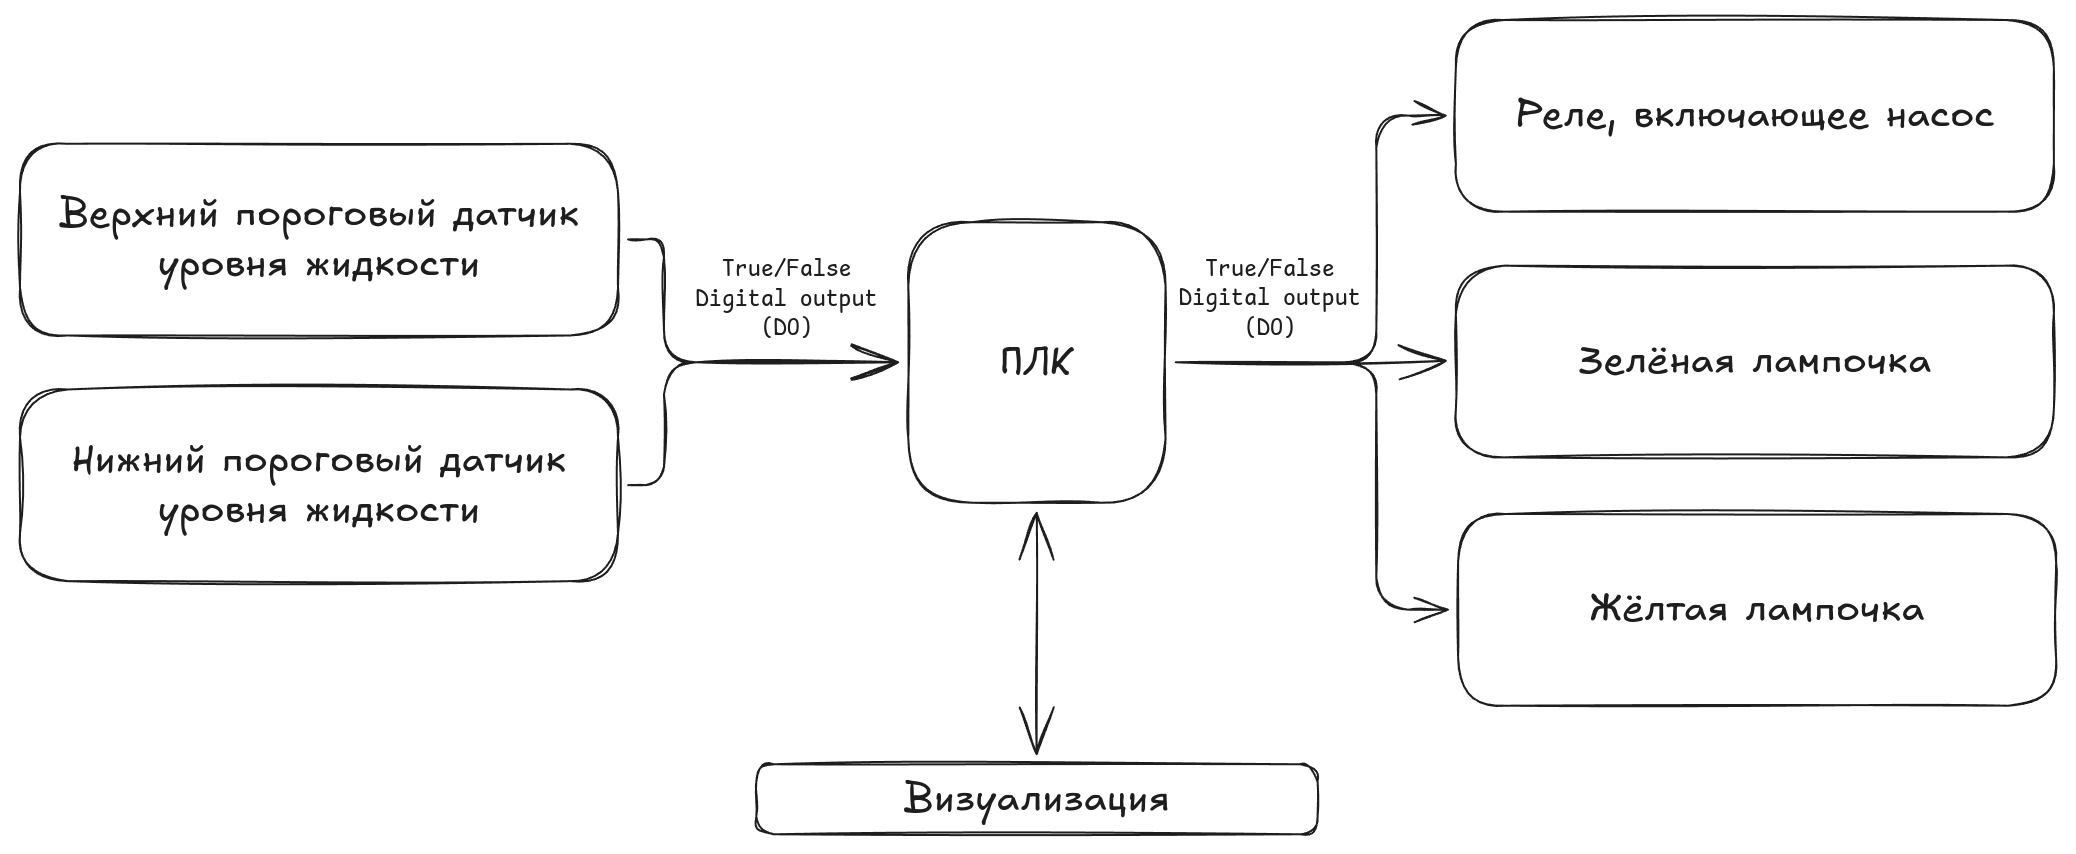 Верхний пороговый датчик
уровня жидкости
Нижний пороговый датчик
уровня жидкости
True/False
Digital output
(DO)
ПЛК
True/False
Digital output
(DO)
Реле, включающее насос
Зелёная лампочка
Жёлтая лампочка
Визуализация